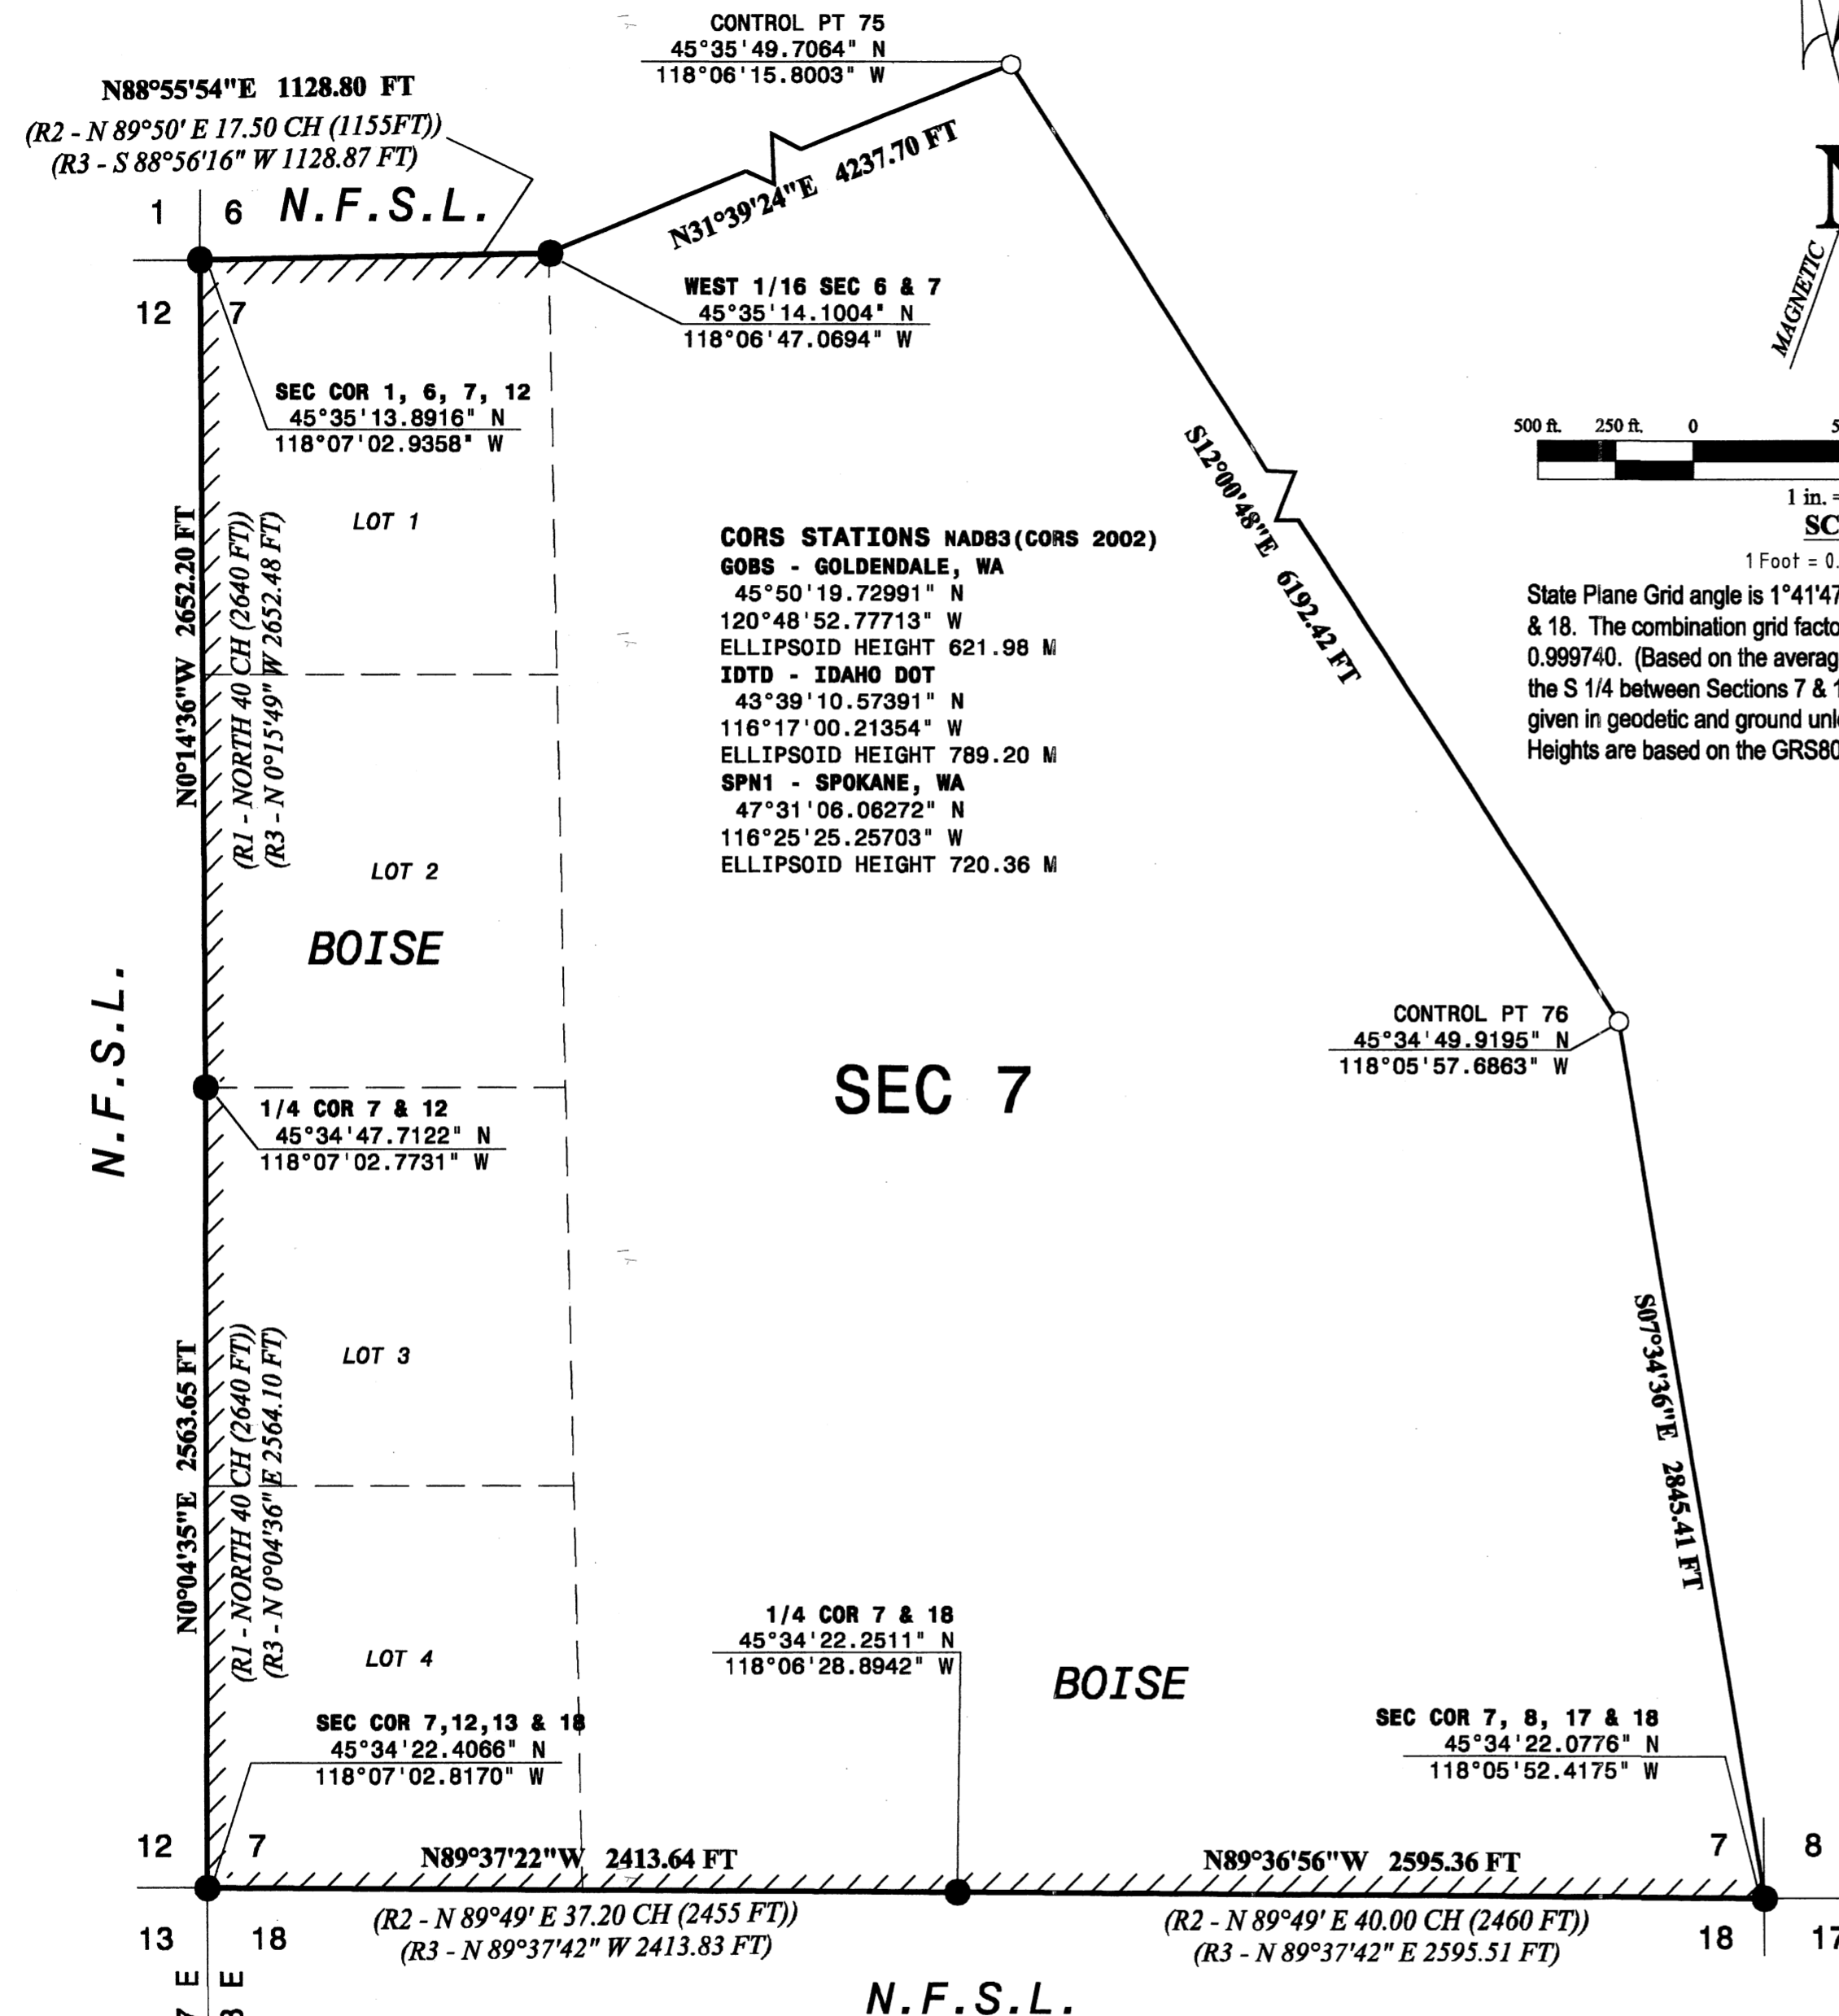 CONTROL PT 75
45°35'49.7064" N
118°06'15.8003" W
N88°55'54"E 1128.80 FT
(R2 - N 89°50' E 17.50 CH (1155FT))
(R3 - S 88°56'16" W 1128.87 FT)
N31°39'24"E 4237.70 FT
1 6 N.F.S.L.
12 7
WEST 1/16 SEC 6 & 7
45°35'14.1004" N
118°06'47.0694" W
MAGNETIC
SEC COR 1, 6, 7, 12
45°35'13.8916" N
118°07'02.9358" W
S12°00'48"E 6192.42 FT
500 ft. 250 ft. 0
1 in. =
SC
1 Foot = 0.
State Plane Grid angle is 1°41'47
& 18. The combination grid facto
0.999740. (Based on the averag
the S 1/4 between Sections 7 & 1
given in geodetic and ground unl
Heights are based on the GRS80
LOT 1
N0°14'36"W 2652.20 FT
(R1 - NORTH 40 CH (2640 FT))
(R3 - N 0°15'49" W 2652.48 FT)
CORS STATIONS NAD83(CORS 2002)
GOBS - GOLDENDALE, WA
45°50'19.72991" N
120°48'52.77713" W
ELLIPSOID HEIGHT 621.98 M
IDTD - IDAHO DOT
43°39'10.57391" N
116°17'00.21354" W
ELLIPSOID HEIGHT 789.20 M
SPN1 - SPOKANE, WA
47°31'06.06272" N
116°25'25.25703" W
ELLIPSOID HEIGHT 720.36 M
LOT 2
BOISE
N.F.S.L.
CONTROL PT 76
45°34'49.9195" N
118°05'57.6863" W
SEC 7
1/4 COR 7 & 12
45°34'47.7122" N
118°07'02.7731" W
LOT 3
N0°04'35"E 2563.65 FT
(R1 - NORTH 40 CH (2640 FT))
(R3 - N 0°04'36" E 2564.10 FT)
S07°34'36"E 2845.41 FT
LOT 4
1/4 COR 7 & 18
45°34'22.2511" N
118°06'28.8942" W
BOISE
SEC COR 7,12,13 & 18
45°34'22.4066" N
118°07'02.8170" W
SEC COR 7, 8, 17 & 18
45°34'22.0776" N
118°05'52.4175" W
12 7
N89°37'22"W 2413.64 FT
N89°36'56"W 2595.36 FT
7 8
(R2 - N 89°49' E 37.20 CH (2455 FT))
(R3 - N 89°37'42" W 2413.83 FT)
(R2 - N 89°49' E 40.00 CH (2460 FT))
(R3 - N 89°37'42" E 2595.51 FT)
13 18
18 17
E
E
N.F.S.L.